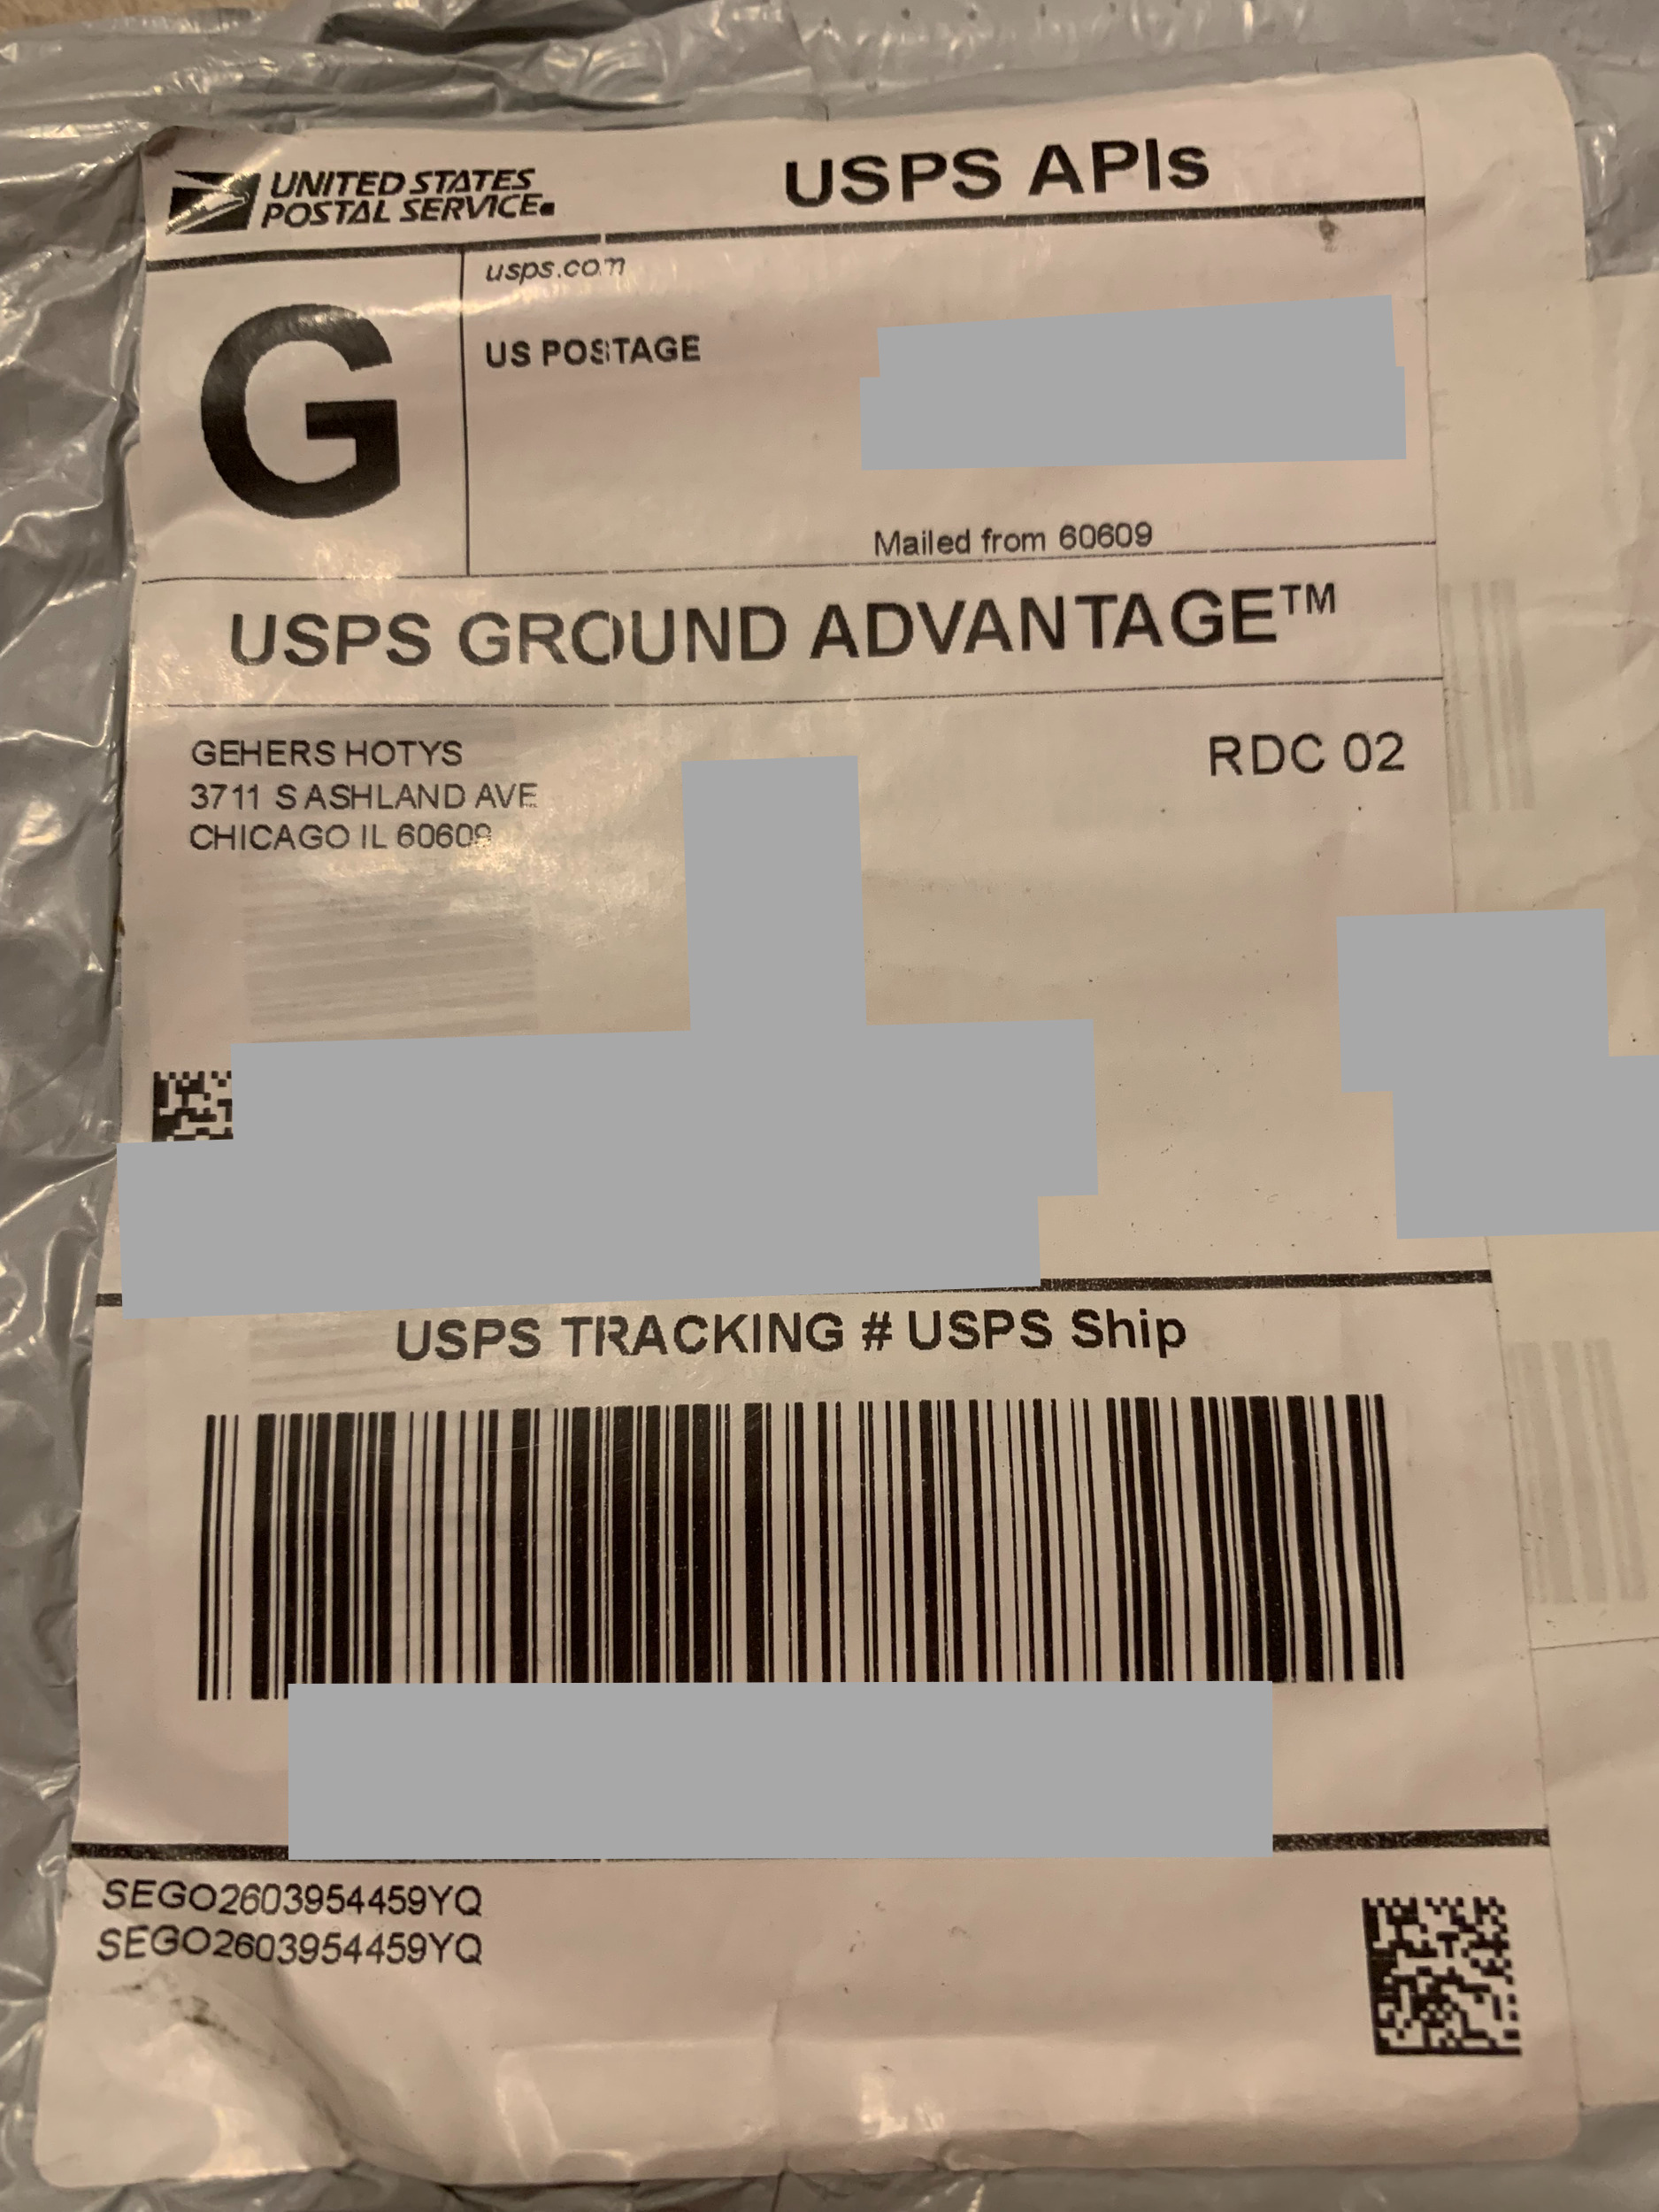 UNITED STATES
POSTAL SERVICE®
USPS APIs
G
usps.com
US POSTAGE
Mailed from 60609
USPS GROUND ADVANTAGE™
GEHERS HOTYS
3711 S ASHLAND AVE
CHICAGO IL 60609
RDC 02
USPS TRACKING # USPS Ship
SEGO2603954459YQ
SEGO2603954459YQ